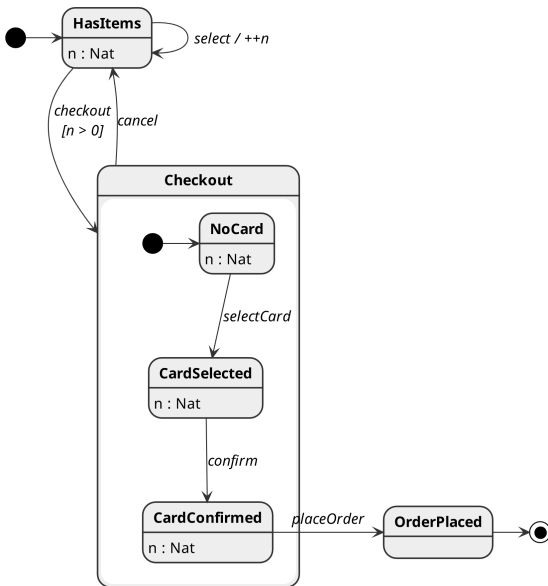 HasItems
n : Nat
select / ++n
checkout
[n > 0]
cancel
Checkout
NoCard
n : Nat
selectCard
CardSelected
n : Nat
confirm
CardConfirmed
n : Nat
placeOrder
OrderPlaced